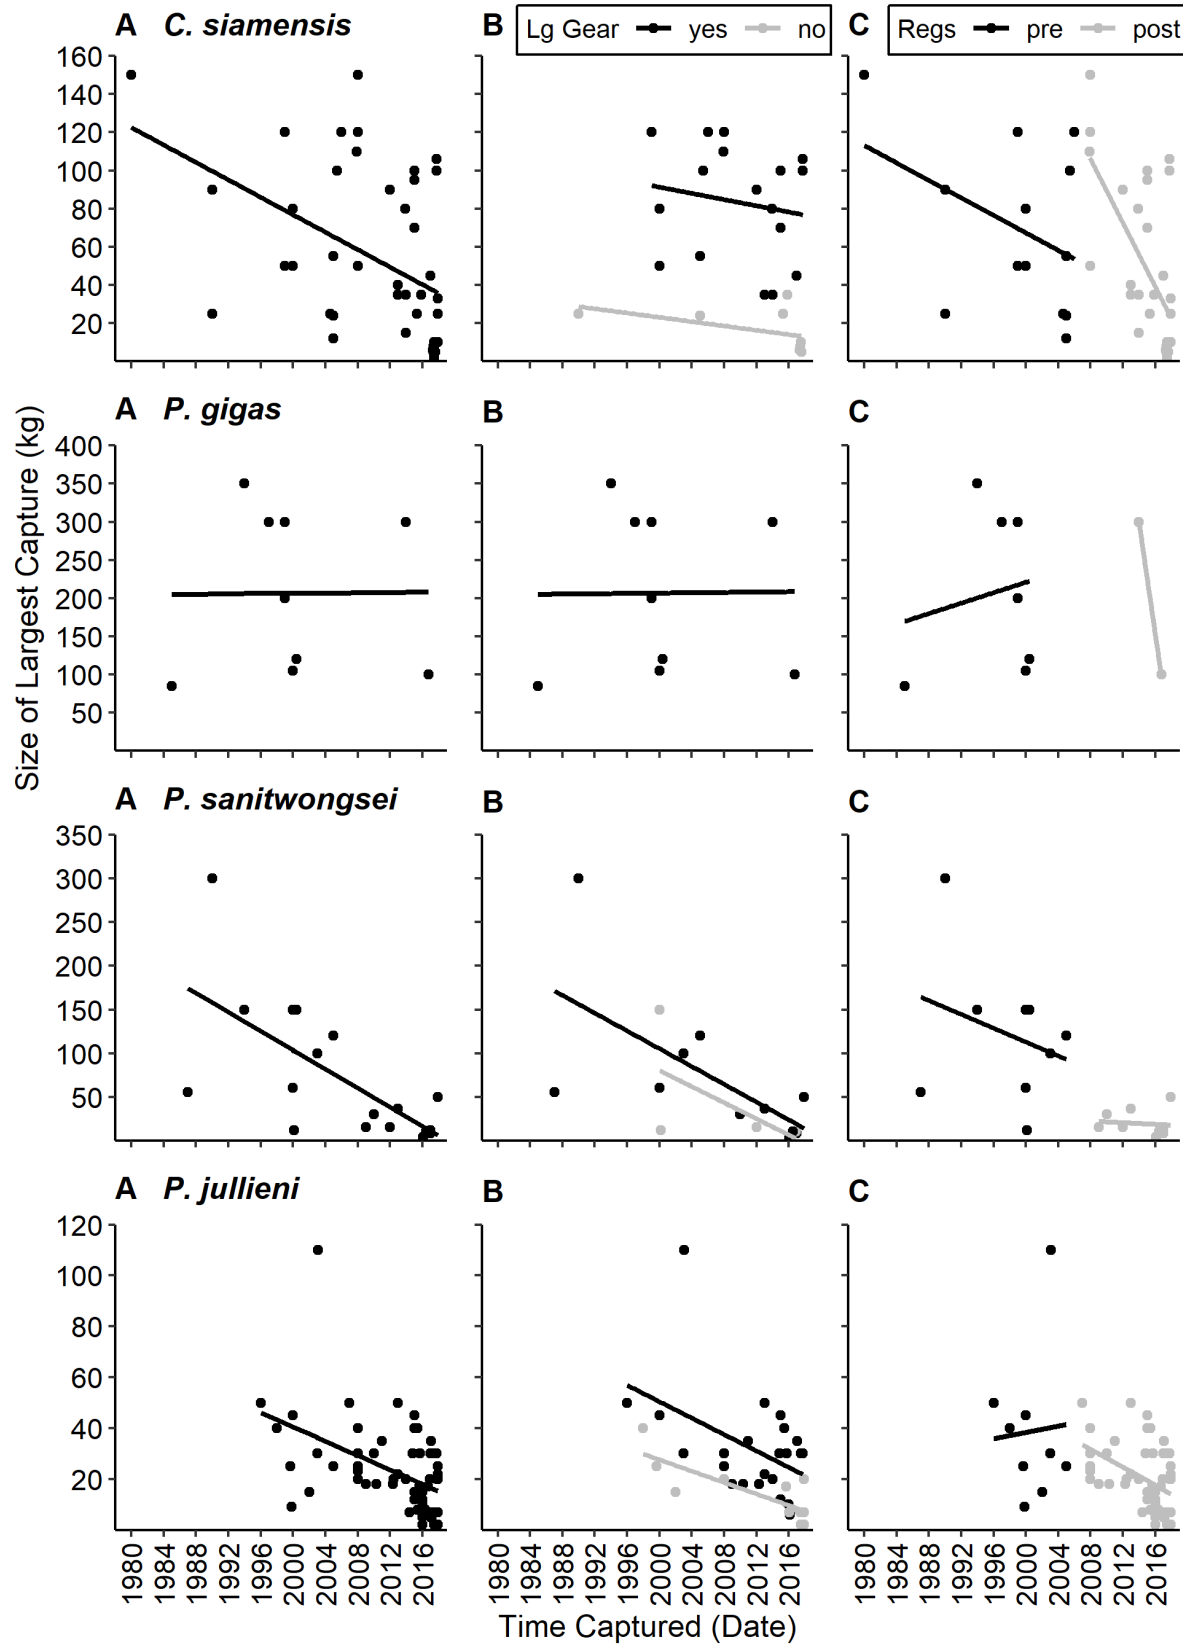 A C. siamensis
B Lg Gear yes no
C Regs pre post
160
140
120
100
80
60
40
20
A P. gigas
B
C
400
350
300
250
200
150
100
50
Size of Largest Capture (kg)
A P. sanitwongsei
B
C
350
300
250
200
150
100
50
A P. jullieni
B
C
120
100
80
60
40
20
1980 1984 1988 1992 1996 2000 2004 2008 2012 2016
1980 1984 1988 1992 1996 2000 2004 2008 2012 2016
1980 1984 1988 1992 1996 2000 2004 2008 2012 2016
Time Captured (Date)